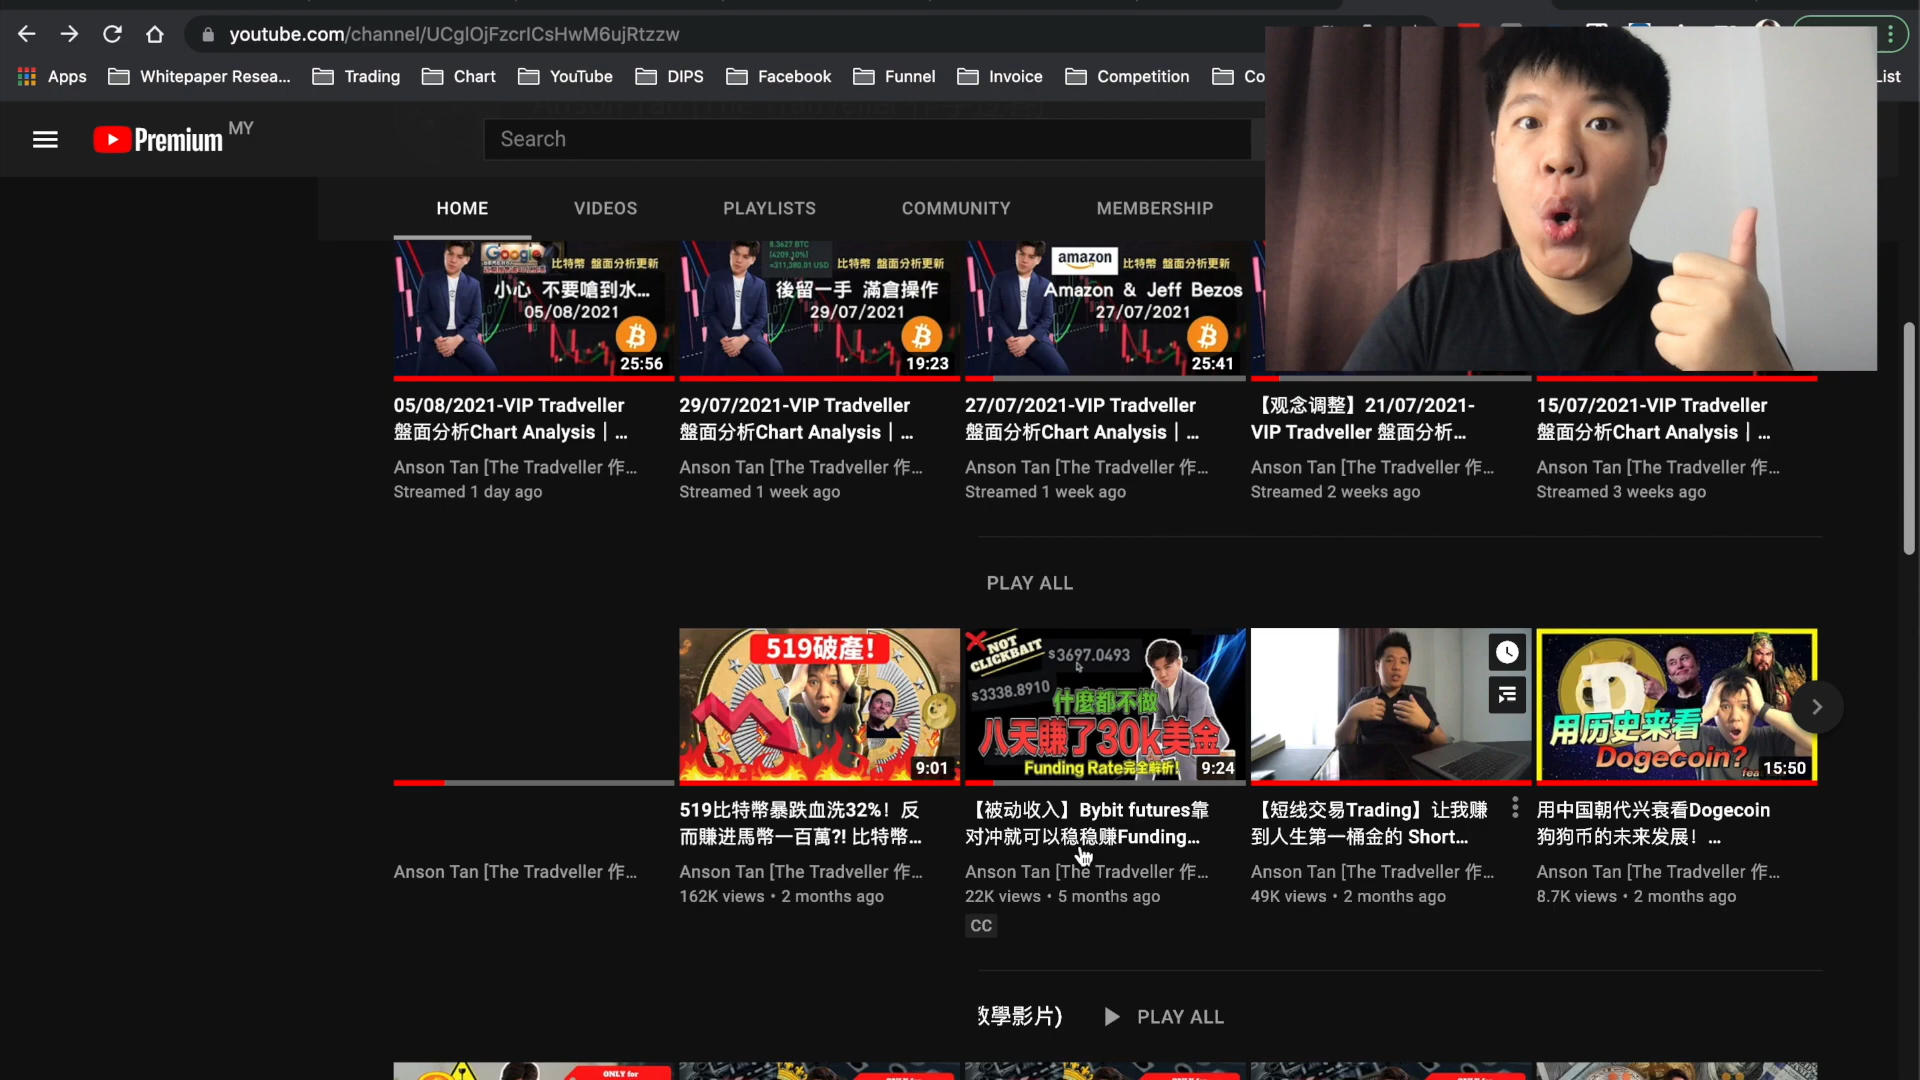 youtube.com/channel/UCglOjFzcrICsHwM6ujRtzzw
Apps
Whitepaper Resea...
Trading
Chart
YouTube
DIPS
Facebook
Funnel
Invoice
Competition
Co
List
Premium MY
Search
HOME
VIDEOS
PLAYLISTS
COMMUNITY
MEMBERSHIP
Google
比特幣 盤面分析更新
小心 不要嗆到水...
05/08/2021
25:56
8.3627 BTC
比特幣 盤面分析更新
後留一手 滿倉操作
29/07/2021
19:23
amazon
比特幣 盤面分析更新
Amazon & Jeff Bezos
27/07/2021
25:41
05/08/2021-VIP Tradveller
盤面分析Chart Analysis｜...
Anson Tan [The Tradveller 作...
Streamed 1 day ago
29/07/2021-VIP Tradveller
盤面分析Chart Analysis｜...
Anson Tan [The Tradveller 作...
Streamed 1 week ago
27/07/2021-VIP Tradveller
盤面分析Chart Analysis｜...
Anson Tan [The Tradveller 作...
Streamed 1 week ago
【观念调整】21/07/2021-
VIP Tradveller 盤面分析...
Anson Tan [The Tradveller 作...
Streamed 2 weeks ago
15/07/2021-VIP Tradveller
盤面分析Chart Analysis｜...
Anson Tan [The Tradveller 作...
Streamed 3 weeks ago
PLAY ALL
519破產!
9:01
NOT
CLICKBAIT
$3697.0493
$3338.8910
什麼都不做
八天賺了30k美金
Funding Rate完全解析!
9:24
用历史来看
Dogecoin?
15:50
Anson Tan [The Tradveller 作...
519比特幣暴跌血洗32%！反
而賺进馬幣一百萬?! 比特幣...
Anson Tan [The Tradveller 作...
162K views • 2 months ago
【被动收入】Bybit futures靠
对冲就可以稳稳赚Funding...
Anson Tan [The Tradveller 作...
22K views • 5 months ago
CC
【短线交易Trading】让我赚
到人生第一桶金的 Short...
Anson Tan [The Tradveller 作...
49K views • 2 months ago
用中国朝代兴衰看Dogecoin
狗狗币的未来发展！...
Anson Tan [The Tradveller 作...
8.7K views • 2 months ago
教學影片)
PLAY ALL
ONLY for